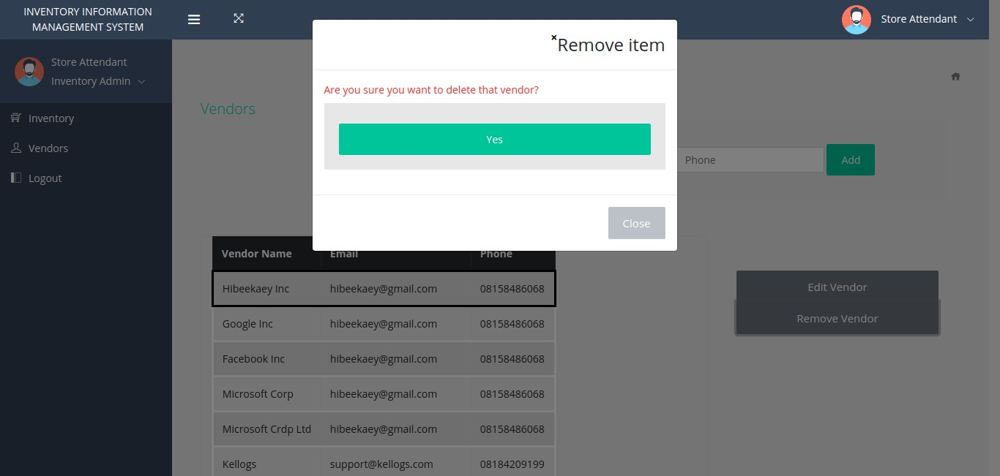 INVENTORY INFORMATION
MANAGEMENT SYSTEM
Store Attendant
Store Attendant
Inventory Admin
Inventory
Vendors
Logout
Vendors
×Remove item
Are you sure you want to delete that vendor?
Yes
Close
Phone
Add
Vendor Name Email Phone
Hibeekaey Inc hibeekaey@gmail.com 08158486068
Google Inc hibeekaey@gmail.com 08158486068
Facebook Inc hibeekaey@gmail.com 08158486068
Microsoft Corp hibeekaey@gmail.com 08158486068
Microsoft Crdp Ltd hibeekaey@gmail.com 08158486068
Kellogs support@kellogs.com 08184209199
Edit Vendor
Remove Vendor